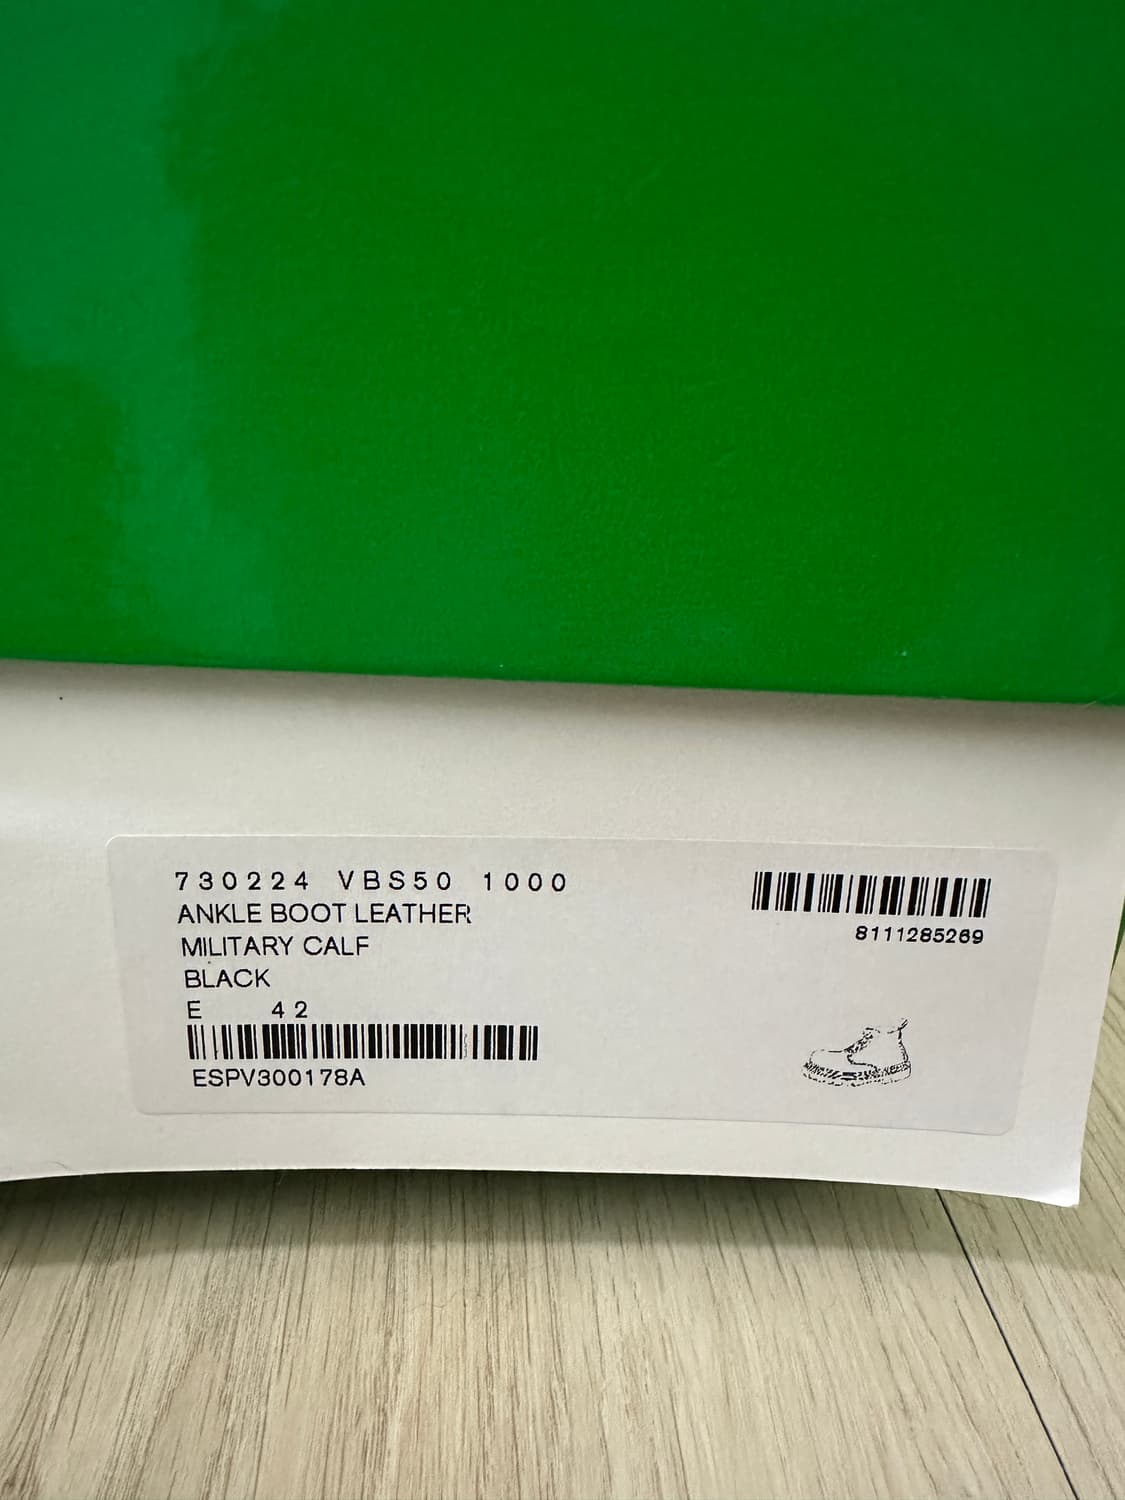 730224 VBS50 1000
ANKLE BOOT LEATHER
MILITARY CALF
BLACK
E 42
ESPV300178A
8111285269